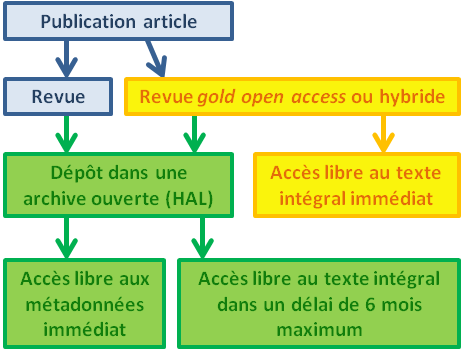 Publication article
Revue
Revue gold open access ou hybride
Dépôt dans une
archive ouverte (HAL)
Accès libre au texte
intégral immédiat
Accès libre aux
métadonnées
immédiat
Accès libre au texte intégral
dans un délai de 6 mois
maximum